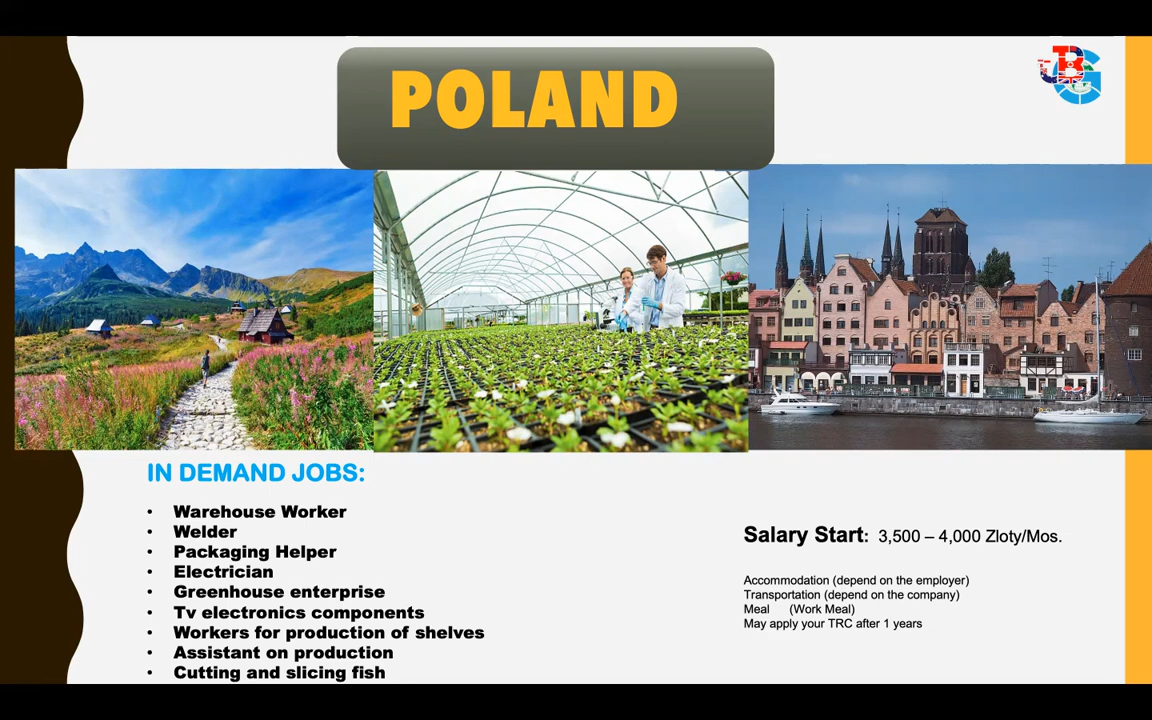 POLAND
IN DEMAND JOBS:
• Warehouse Worker
• Welder
• Packaging Helper
• Electrician
• Greenhouse enterprise
• Tv electronics components
• Workers for production of shelves
• Assistant on production
• Cutting and slicing fish
Salary Start: 3,500 – 4,000 Zloty/Mos.
Accommodation (depend on the employer)
Transportation (depend on the company)
Meal (Work Meal)
May apply your TRC after 1 years